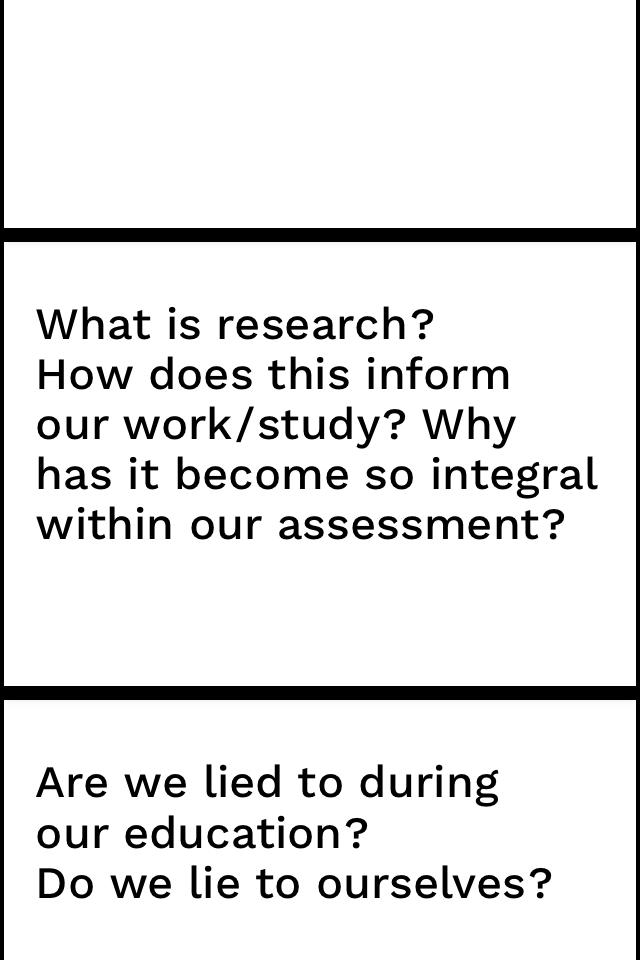 What is research?
How does this inform
our work/study? Why
has it become so integral
within our assessment?
Are we lied to during
our education?
Do we lie to ourselves?